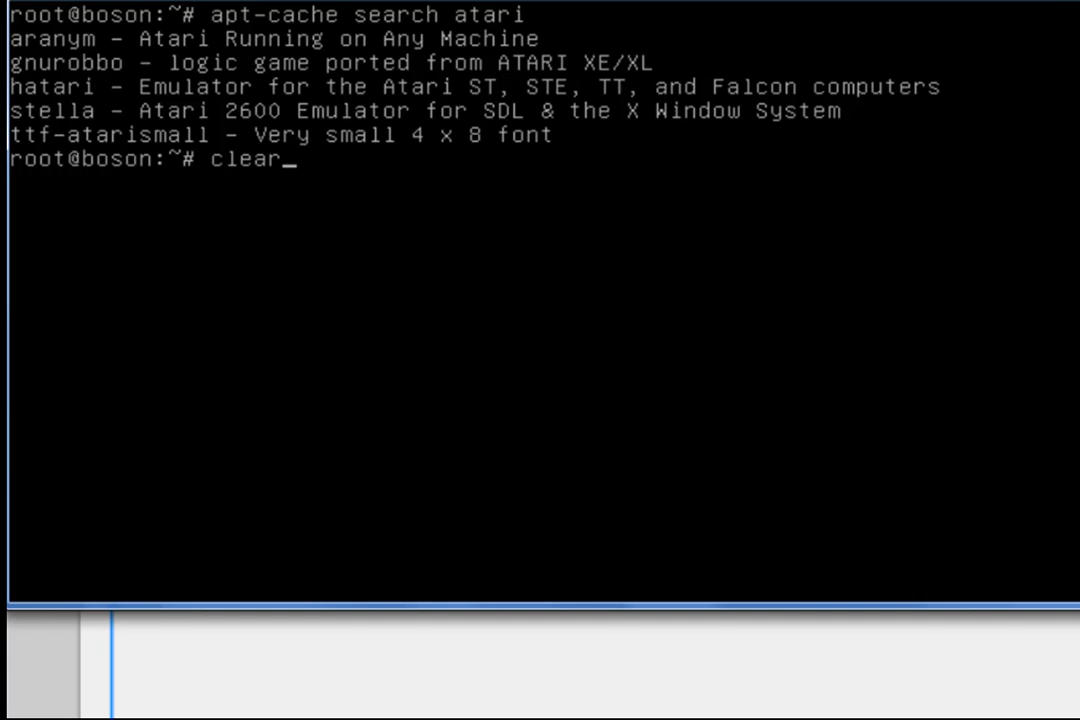 root@boson:~# apt-cache search atari
aranym - Atari Running on Any Machine
gnurobbo - logic game ported from ATARI XE/XL
hatari - Emulator for the Atari ST, STE, TT, and Falcon computers
stella - Atari 2600 Emulator for SDL & the X Window System
ttf-atarismall - Very small 4 x 8 font
root@boson:~# clear_